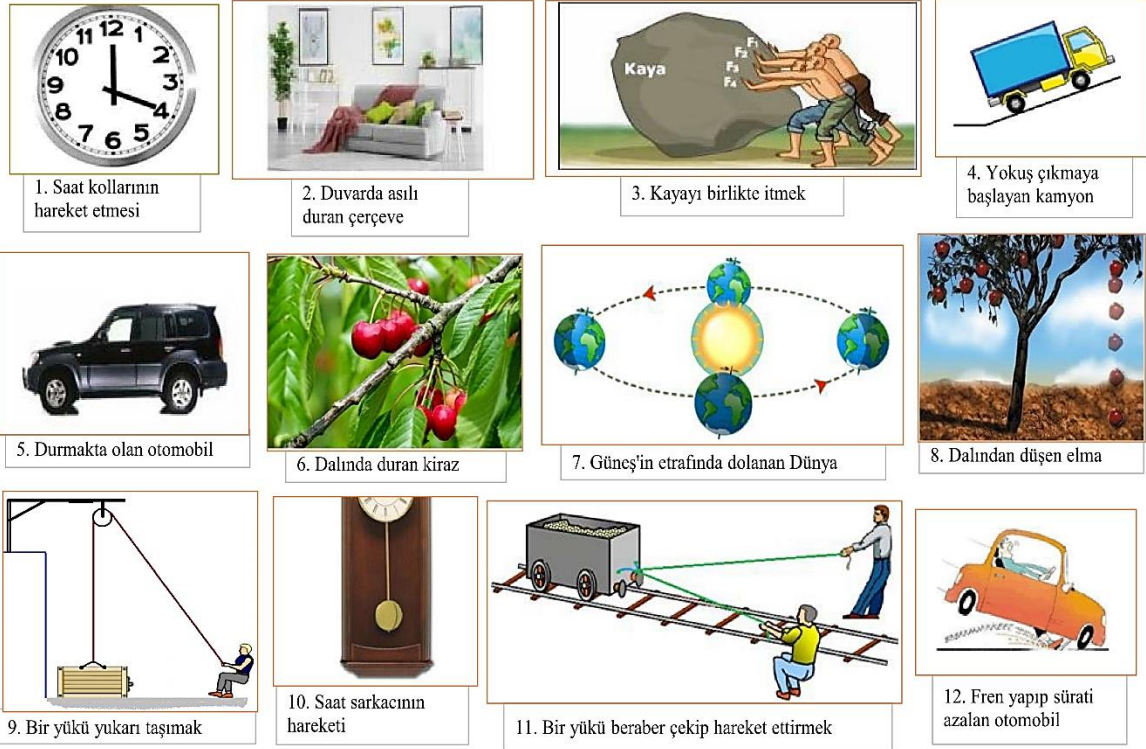 11 12 1
10 2
9 3
8 4
7 6 5
1. Saat kollarının
hareket etmesi
2. Duvarda asılı
duran çerçeve
Kaya
F₁
F₂
F₃
F₄
3. Kayayı birlikte itmek
4. Yokuş çıkmaya
başlayan kamyon
5. Durmakta olan otomobil
6. Dalında duran kiraz
7. Güneş'in etrafında dolanan Dünya
8. Dalından düşen elma
9. Bir yükü yukarı taşımak
10. Saat sarkacının
hareketi
11. Bir yükü beraber çekip hareket ettirmek
12. Fren yapıp sürati
azalan otomobil